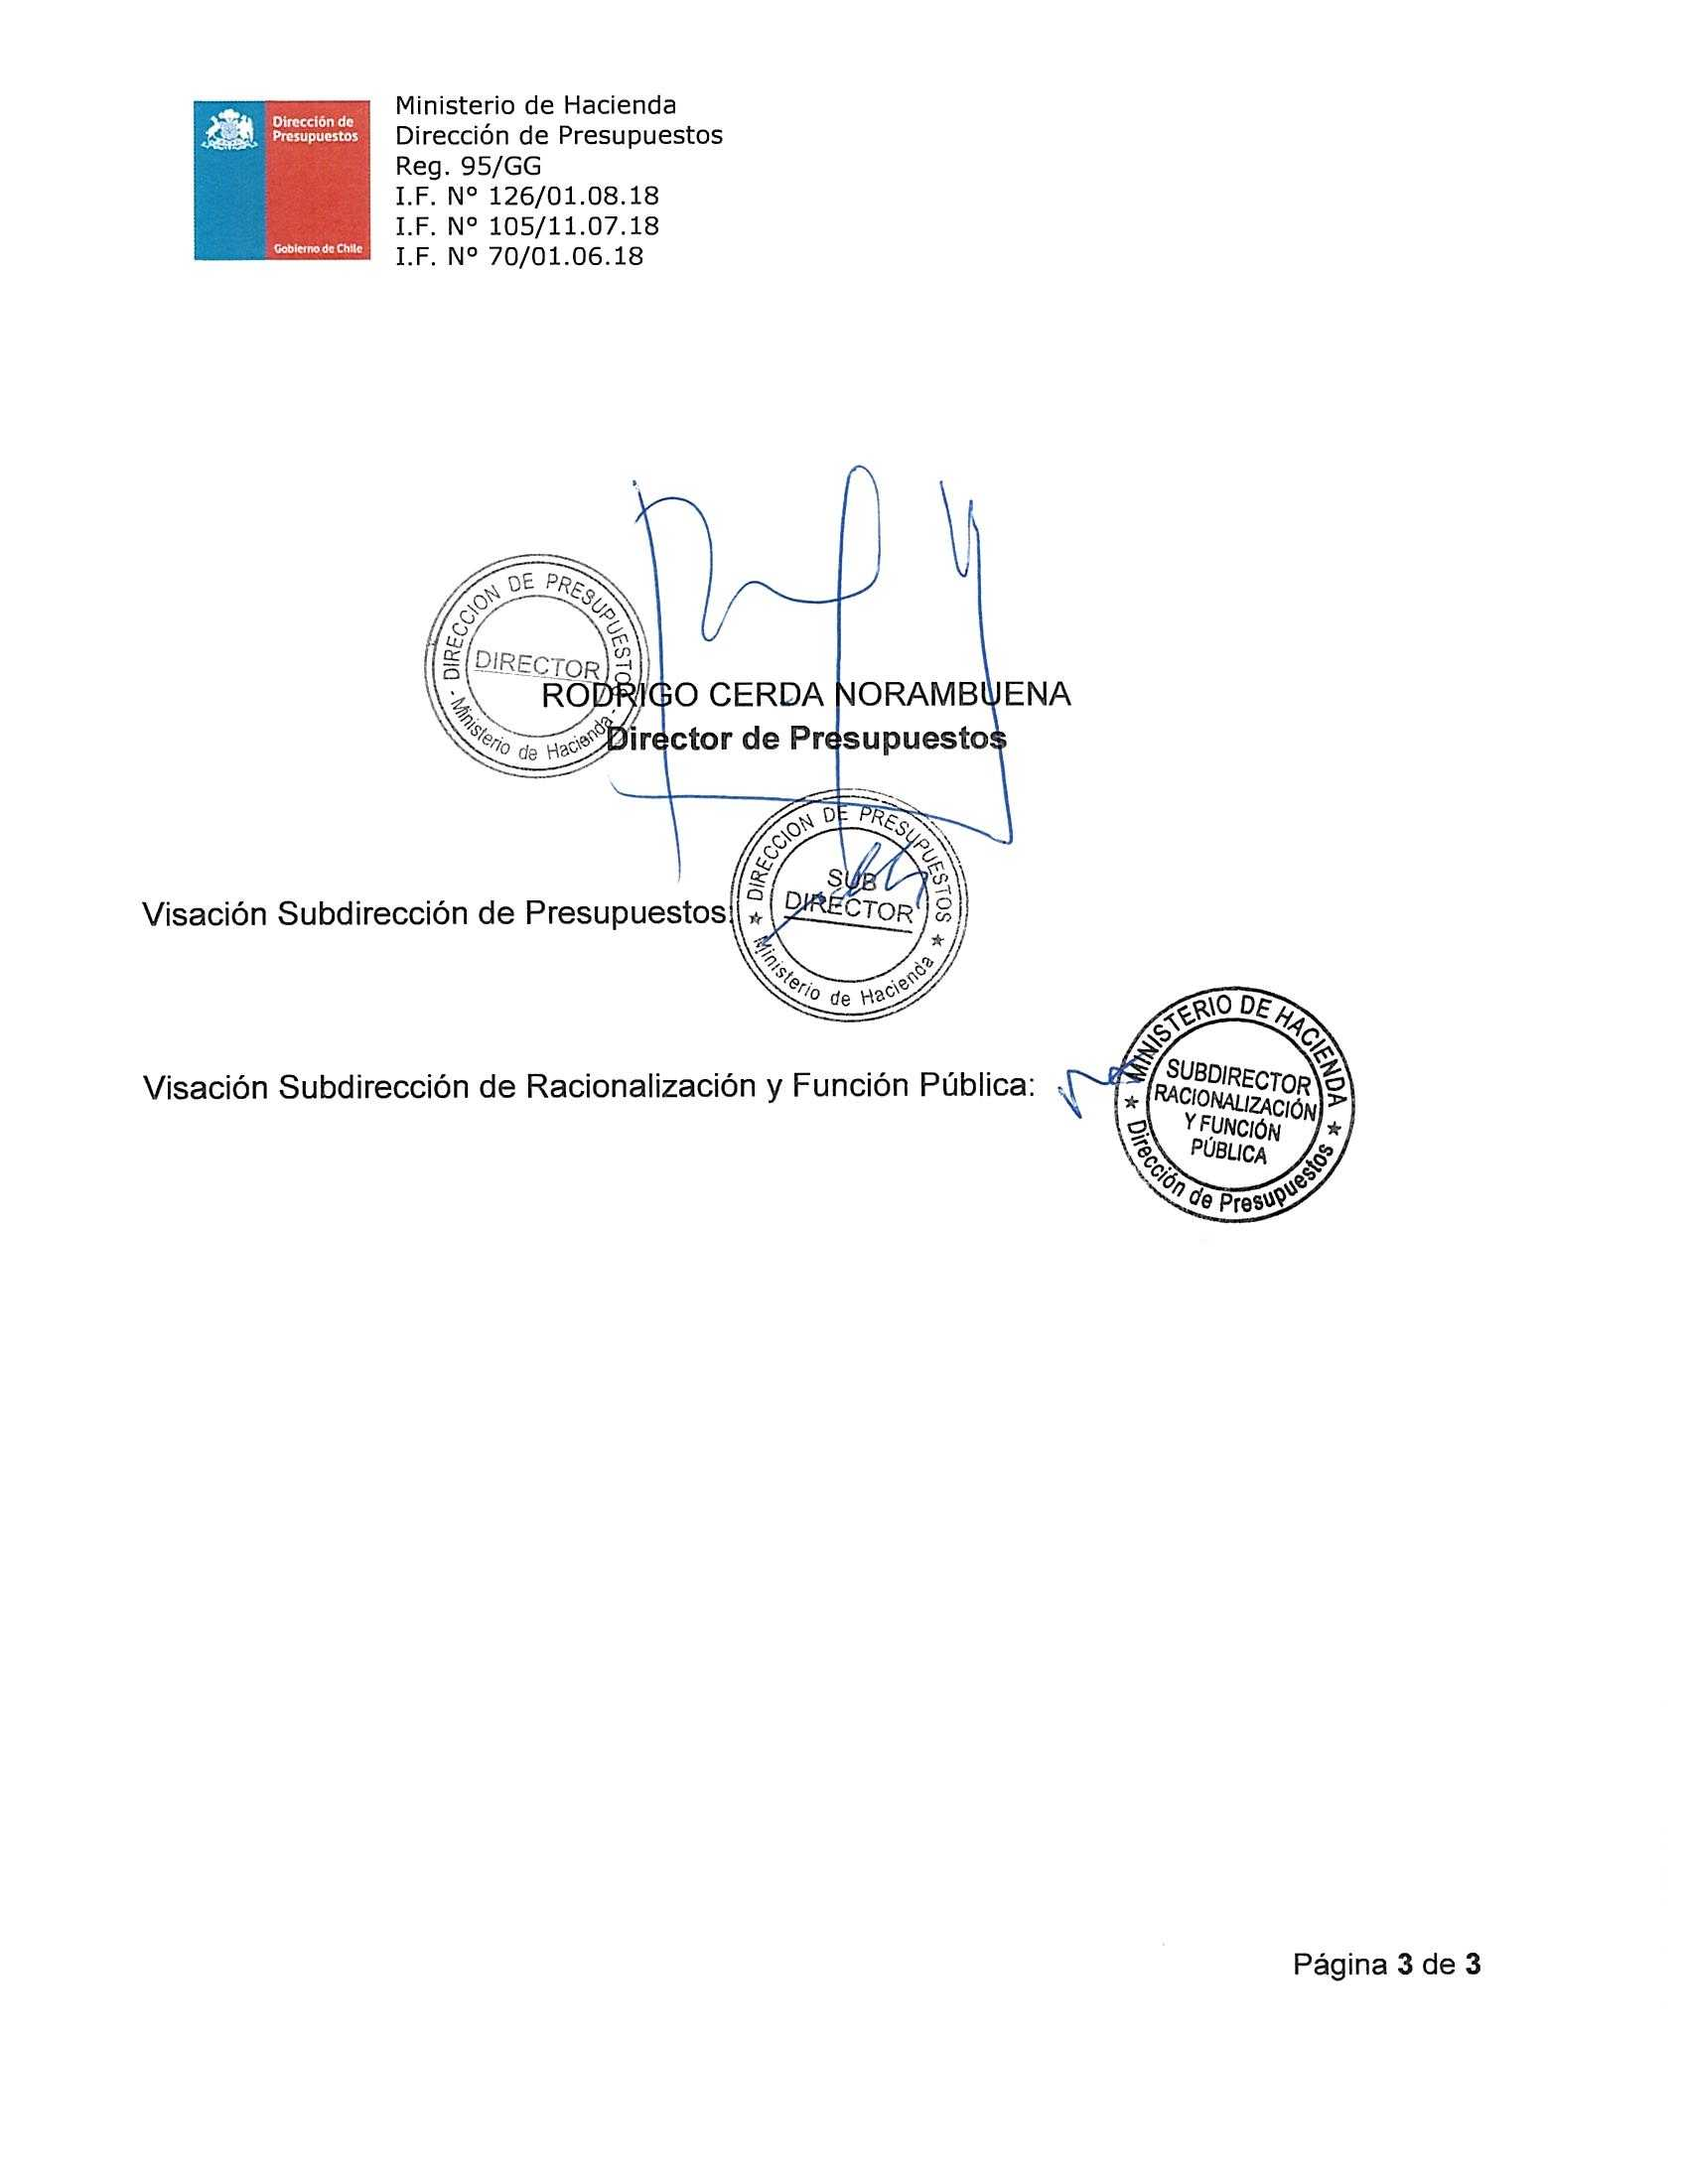 Dirección de
Presupuestos
Gobierno de Chile
Ministerio de Hacienda
Dirección de Presupuestos
Reg. 95/GG
I.F. N° 126/01.08.18
I.F. N° 105/11.07.18
I.F. N° 70/01.06.18
- DIRECCION DE PRESUPUESTOS -
DIRECTOR
Ministerio de Hacienda
RODRIGO CERDA NORAMBUENA
Director de Presupuestos
Visación Subdirección de Presupuestos:
★ DIRECCION DE PRESUPUESTOS ★
SUB
DIRECTOR
Ministerio de Hacienda
Visación Subdirección de Racionalización y Función Pública:
★ MINISTERIO DE HACIENDA ★
SUBDIRECTOR
RACIONALIZACIÓN
Y FUNCIÓN
PÚBLICA
Dirección de Presupuestos
Página 3 de 3